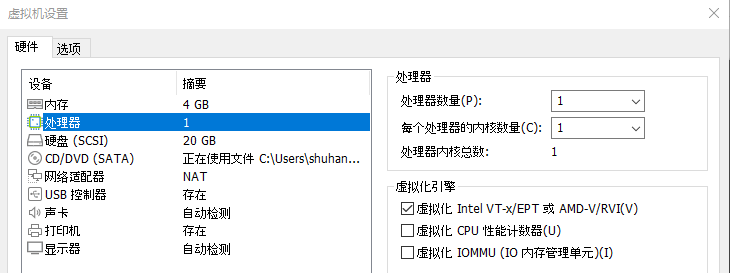 虚拟机设置
硬件 选项
设备 摘要
内存 4 GB
处理器 1
硬盘 (SCSI) 20 GB
CD/DVD (SATA) 正在使用文件 C:\Users\shuhan...
网络适配器 NAT
USB 控制器 存在
声卡 自动检测
打印机 存在
显示器 自动检测
处理器
处理器数量(P): 1
每个处理器的内核数量(C): 1
处理器内核总数: 1
虚拟化引擎
虚拟化 Intel VT-x/EPT 或 AMD-V/RVI(V)
虚拟化 CPU 性能计数器(U)
虚拟化 IOMMU (IO 内存管理单元)(I)